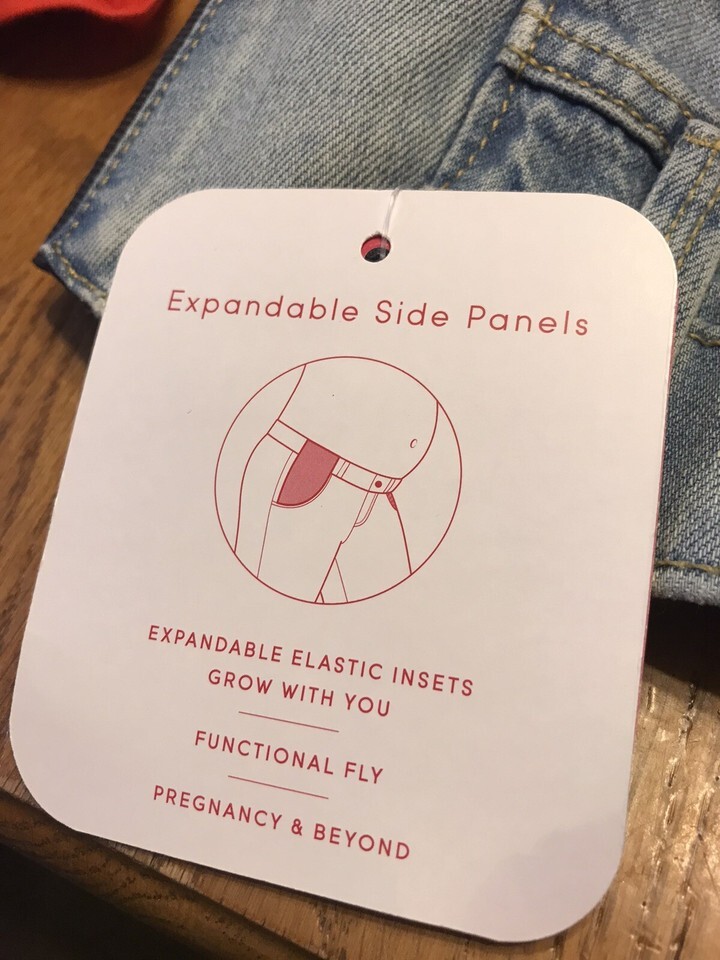 Expandable Side Panels
EXPANDABLE ELASTIC INSETS
GROW WITH YOU
FUNCTIONAL FLY
PREGNANCY & BEYOND